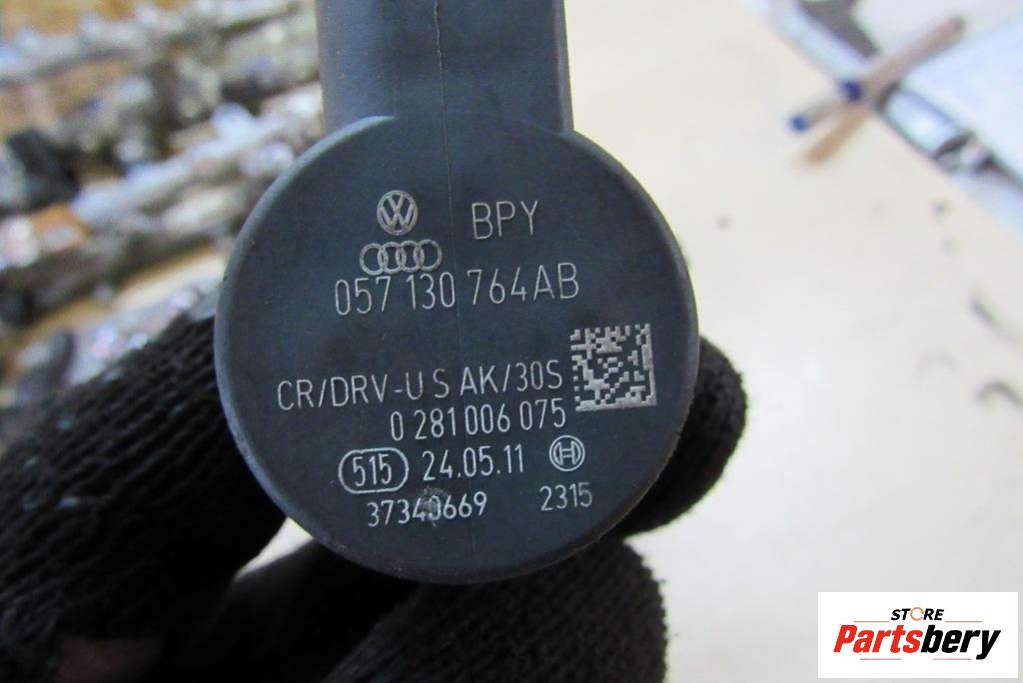 BPY
057 130 764AB
CR/DRV-U S AK/30S
0 281 006 075
515 24.05.11
37340669 2315
STORE
Partsbery